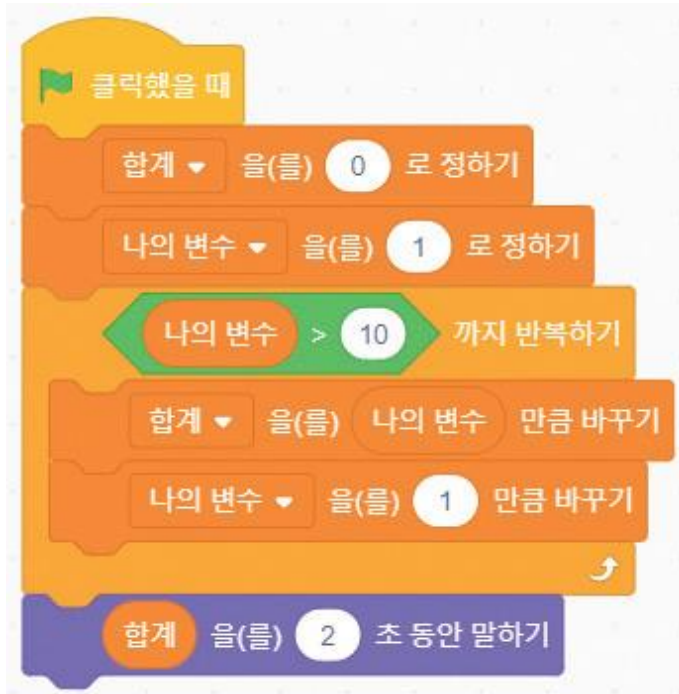 클릭했을 때
합계 을(를) 0 로 정하기
나의 변수 을(를) 1 로 정하기
나의 변수 > 10 까지 반복하기
합계 을(를) 나의 변수 만큼 바꾸기
나의 변수 을(를) 1 만큼 바꾸기
합계 을(를) 2 초 동안 말하기